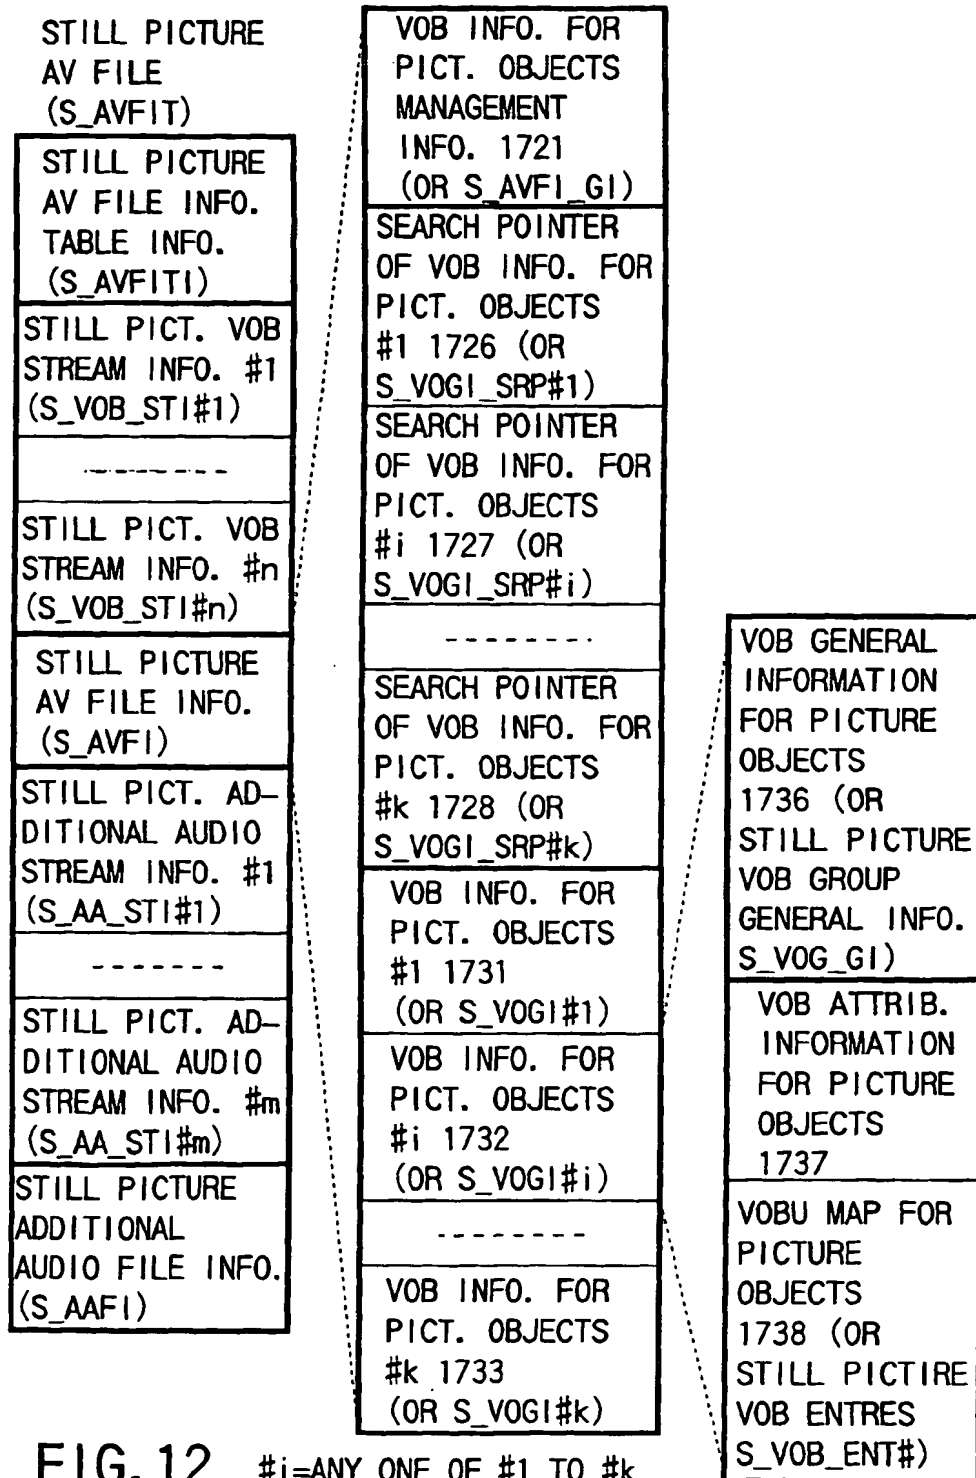 STILL PICTURE
AV FILE
(S_AVFIT)
STILL PICTURE
AV FILE INFO.
TABLE INFO.
(S_AVFITI)
STILL PICT. VOB
STREAM INFO. #1
(S_VOB_STI#1)
--------
STILL PICT. VOB
STREAM INFO. #n
(S_VOB_STI#n)
STILL PICTURE
AV FILE INFO.
(S_AVFI)
STILL PICT. AD-
DITIONAL AUDIO
STREAM INFO. #1
(S_AA_STI#1)
-------
STILL PICT. AD-
DITIONAL AUDIO
STREAM INFO. #m
(S_AA_STI#m)
STILL PICTURE
ADDITIONAL
AUDIO FILE INFO.
(S_AAFI)
VOB INFO. FOR
PICT. OBJECTS
MANAGEMENT
INFO. 1721
(OR S_AVFI_GI)
SEARCH POINTER
OF VOB INFO. FOR
PICT. OBJECTS
#1 1726 (OR
S_VOGI_SRP#1)
SEARCH POINTER
OF VOB INFO. FOR
PICT. OBJECTS
#i 1727 (OR
S_VOGI_SRP#i)
--------
SEARCH POINTER
OF VOB INFO. FOR
PICT. OBJECTS
#k 1728 (OR
S_VOGI_SRP#k)
VOB INFO. FOR
PICT. OBJECTS
#1 1731
(OR S_VOGI#1)
VOB INFO. FOR
PICT. OBJECTS
#i 1732
(OR S_VOGI#i)
--------
VOB INFO. FOR
PICT. OBJECTS
#k 1733
(OR S_VOGI#k)
VOB GENERAL
INFORMATION
FOR PICTURE
OBJECTS
1736 (OR
STILL PICTURE
VOB GROUP
GENERAL INFO.
S_VOG_GI)
VOB ATTRIB.
INFORMATION
FOR PICTURE
OBJECTS
1737
VOBU MAP FOR
PICTURE
OBJECTS
1738 (OR
STILL PICTIRE
VOB ENTRES
S_VOB_ENT#)
FIG. 12 #i=ANY ONE OF #1 TO #k